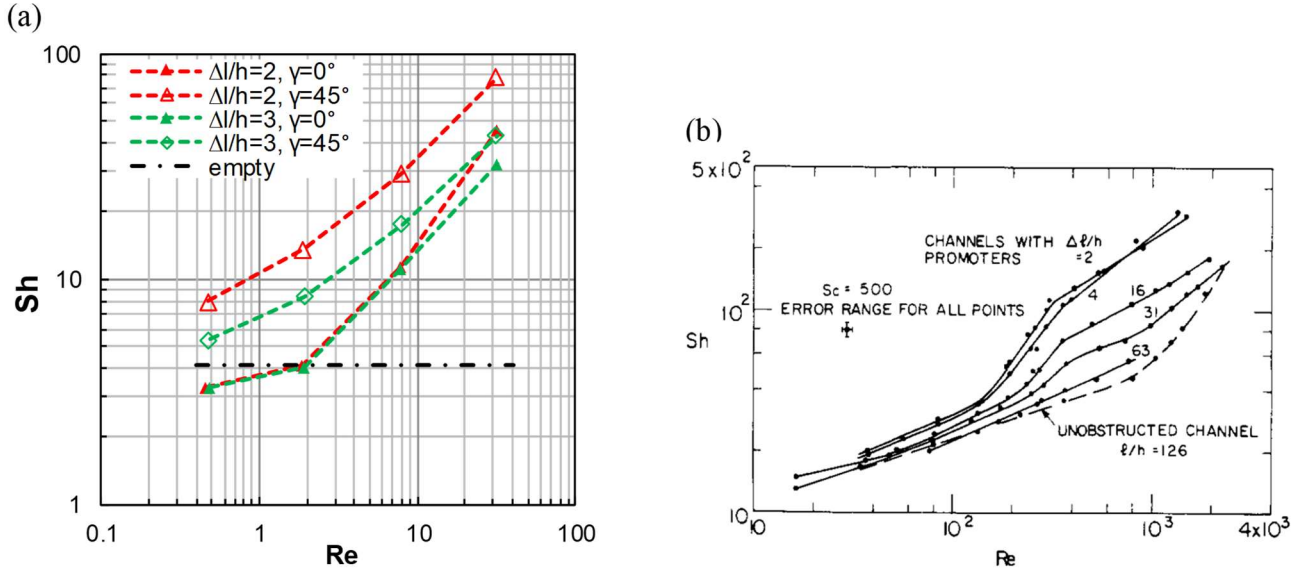 (a)
100
10
1
Sh
Δl/h=2, γ=0°
Δl/h=2, γ=45°
Δl/h=3, γ=0°
Δl/h=3, γ=45°
empty
0.1
1
10
100
Re
(b)
5x10²
10²
10
Sh
CHANNELS WITH Δℓ/h
PROMOTERS =2
4
16
31
63
Sc = 500
ERROR RANGE FOR ALL POINTS
UNOBSTRUCTED CHANNEL
ℓ/h =126
10
10²
10³
4x10³
Re